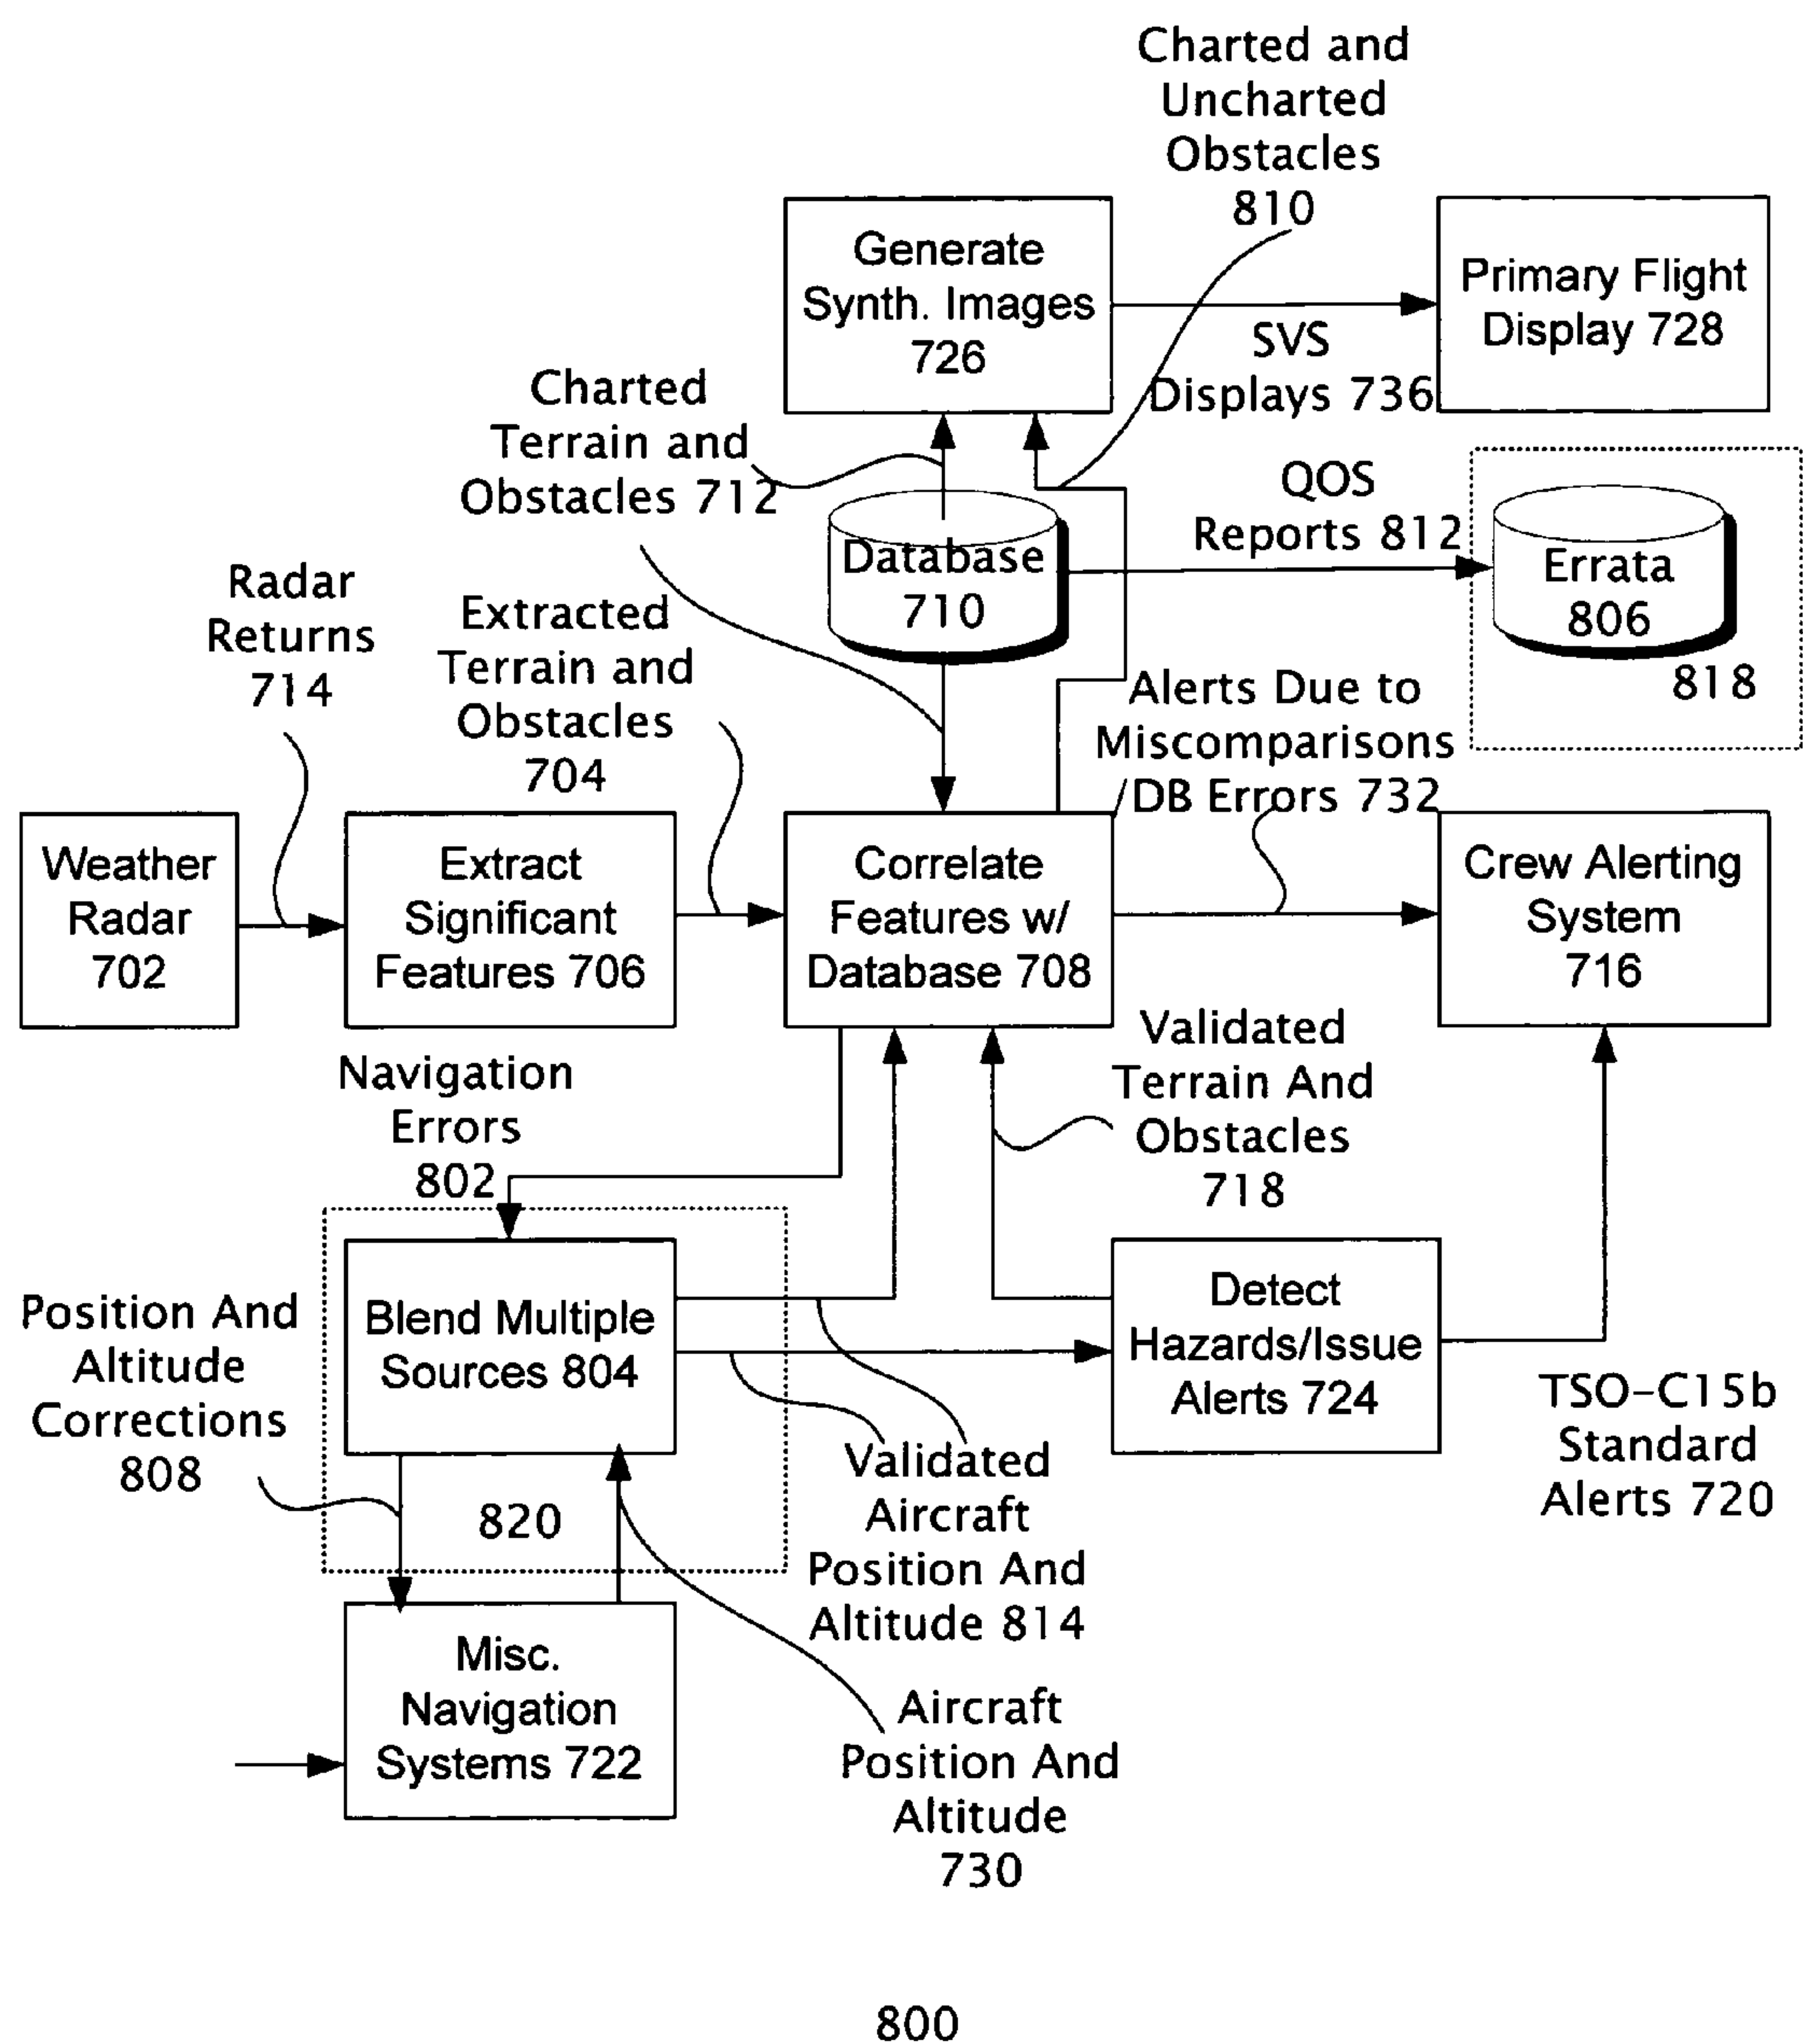 Charted and
Uncharted
Obstacles
810
Generate
Synth. Images
726
Primary Flight
Display 728
SVS
Displays 736
Charted
Terrain and
Obstacles 712
QOS
Reports 812
Database
710
Errata
806
818
Radar
Returns
714
Extracted
Terrain and
Obstacles
704
Alerts Due to
Miscomparisons
DB Errors 732
Weather
Radar
702
Extract
Significant
Features 706
Correlate
Features w/
Database 708
Crew Alerting
System
716
Navigation
Errors
802
Validated
Terrain And
Obstacles
718
Position And
Altitude
Corrections
808
Blend Multiple
Sources 804
820
Detect
Hazards/Issue
Alerts 724
TSO-C15b
Standard
Alerts 720
Validated
Aircraft
Position And
Altitude 814
Misc.
Navigation
Systems 722
Aircraft
Position And
Altitude
730
800